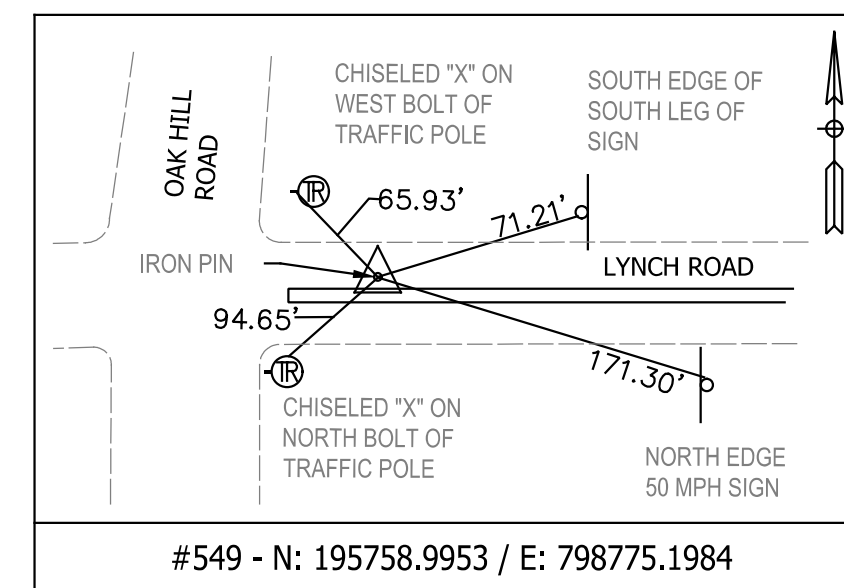 CHISELED "X" ON
WEST BOLT OF
TRAFFIC POLE
SOUTH EDGE OF
SOUTH LEG OF
SIGN
OAK HILL
ROAD
TR
65.93'
71.21'
IRON PIN
LYNCH ROAD
94.65'
TR
171.30'
CHISELED "X" ON
NORTH BOLT OF
TRAFFIC POLE
NORTH EDGE
50 MPH SIGN
#549 - N: 195758.9953 / E: 798775.1984